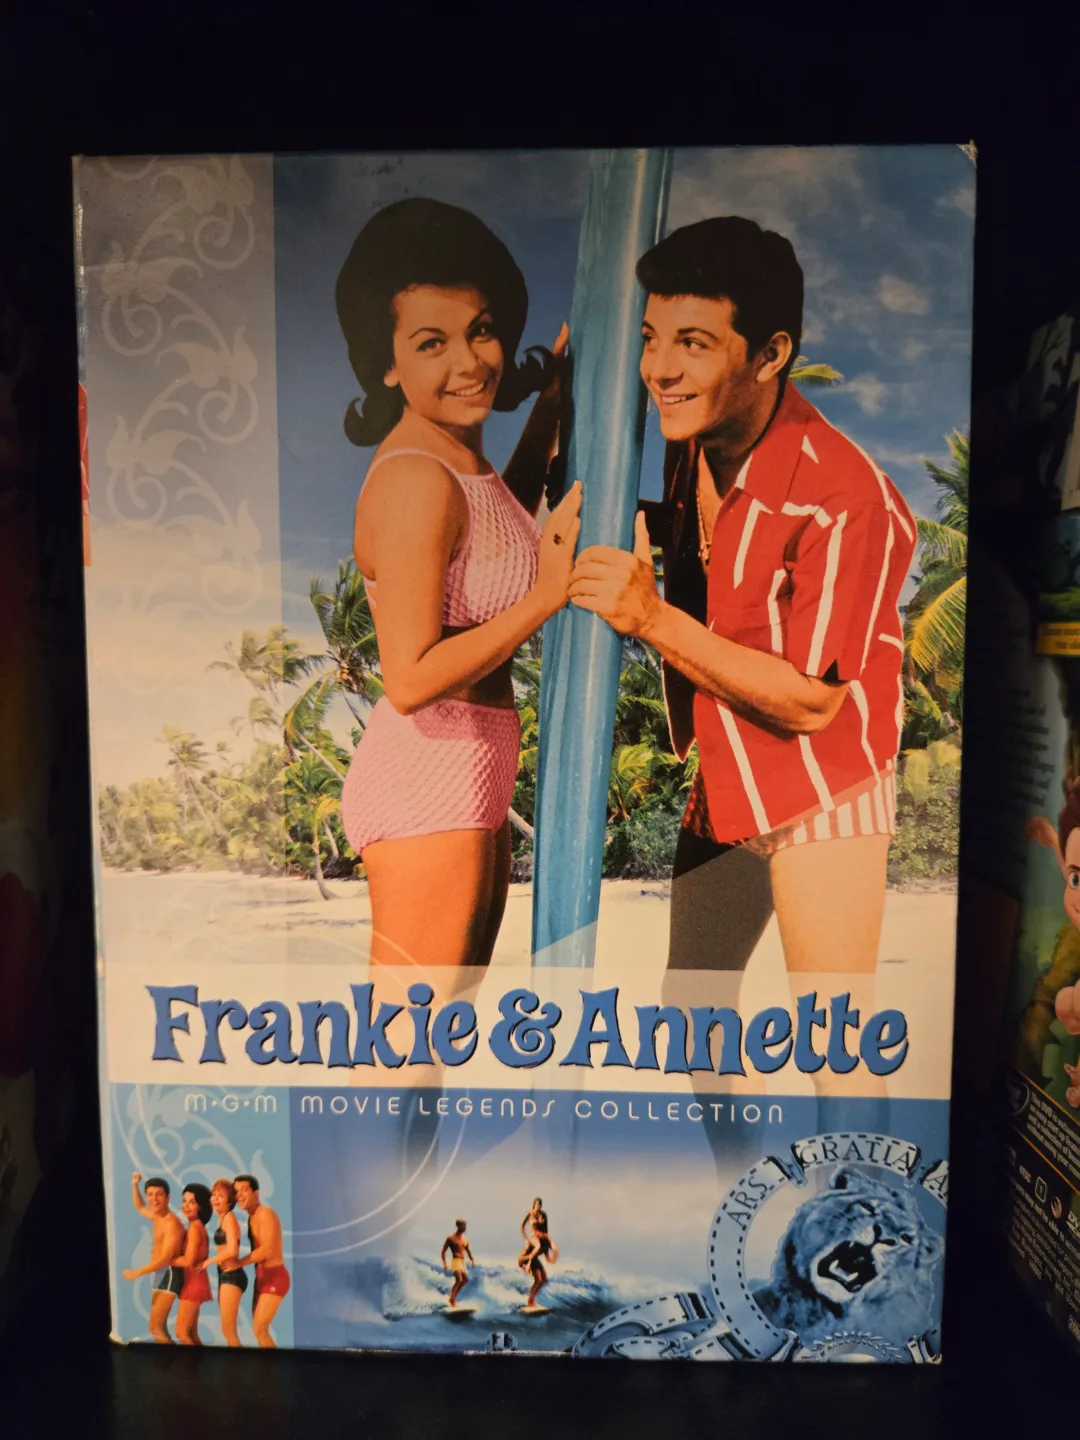 Frankie & Annette
M•G•M MOVIE LEGENDS COLLECTION
ARS GRATIA A